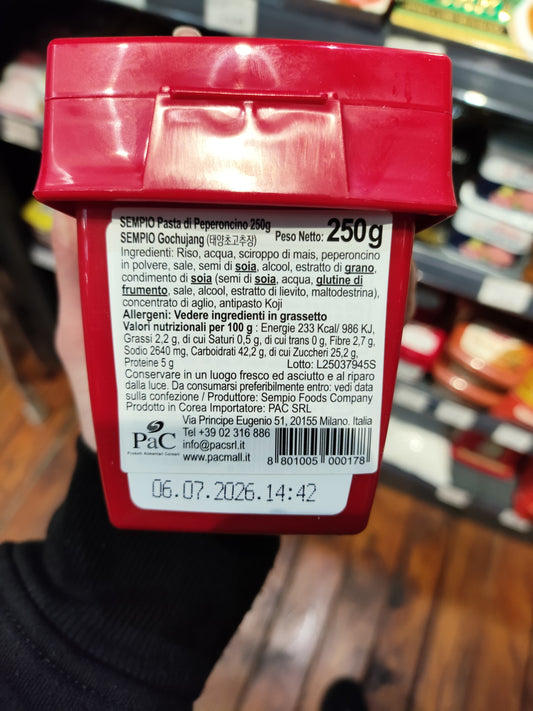 SEMPIO Pasta di Peperoncino 250g
SEMPIO Gochujang (태양초고추장)
Peso Netto: 250g
Ingredienti: Riso, acqua, sciroppo di mais, peperoncino
in polvere, sale, semi di soia, alcool, estratto di grano,
condimento di soia (semi di soia, acqua, glutine di
frumento, sale, alcool, estratto di lievito, maltodestrina),
concentrato di aglio, antipasto Koji
Allergeni: Vedere ingredienti in grassetto
Valori nutrizionali per 100 g : Energie 233 Kcal/ 986 KJ,
Grassi 2,2 g, di cui Saturi 0,5 g, di cui trans 0 g, Fibre 2,7 g,
Sodio 2640 mg, Carboidrati 42,2 g, di cui Zuccheri 25,2 g,
Proteine 5 g Lotto: L25037945S
Conservare in un luogo fresco ed asciutto e al riparo
dalla luce. Da consumarsi preferibilmente entro: vedi data
sulla confezione / Produttore: Sempio Foods Company
Prodotto in Corea Importatore: PAC SRL
Via Principe Eugenio 51, 20155 Milano. Italia
Tel +39 02 316 886
info@pacsrl.it
www.pacmall.it
PaC
Prodotti Alimentari Coreani
8 801005 000178
06.07.2026.14:42